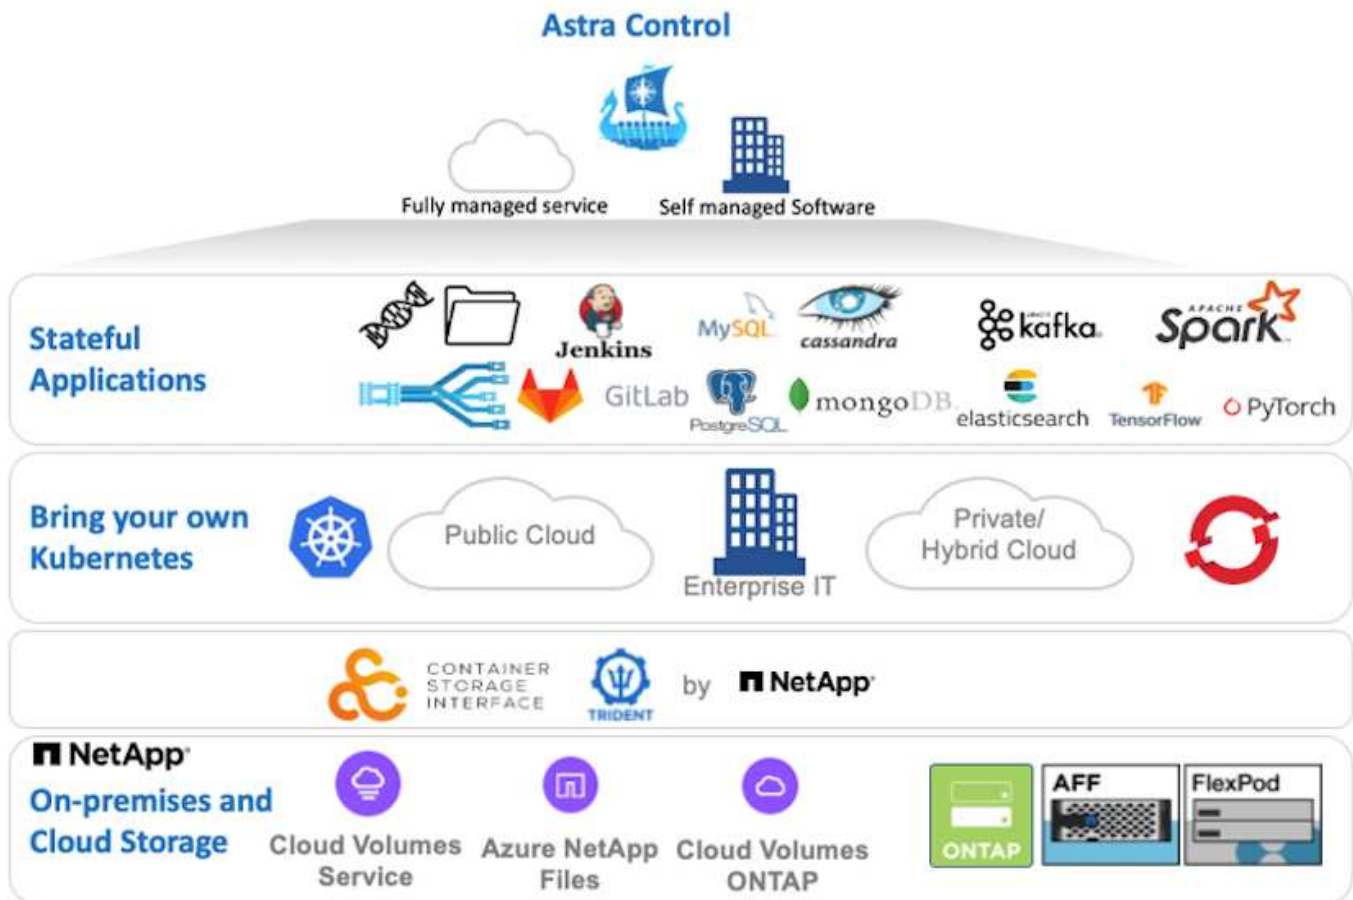 Astra Control
Fully managed service
Self managed Software
Stateful
Applications
Jenkins
MySQL
cassandra
kafka
APACHE
Spark
GitLab
PostgreSQL
mongoDB
elasticsearch
TensorFlow
PyTorch
Bring your own
Kubernetes
Public Cloud
Enterprise IT
Private/
Hybrid Cloud
CONTAINER
STORAGE
INTERFACE
TRIDENT
by
NetApp
NetApp
On-premises and
Cloud Storage
Cloud Volumes
Service
Azure NetApp
Files
Cloud Volumes
ONTAP
ONTAP
AFF
FlexPod